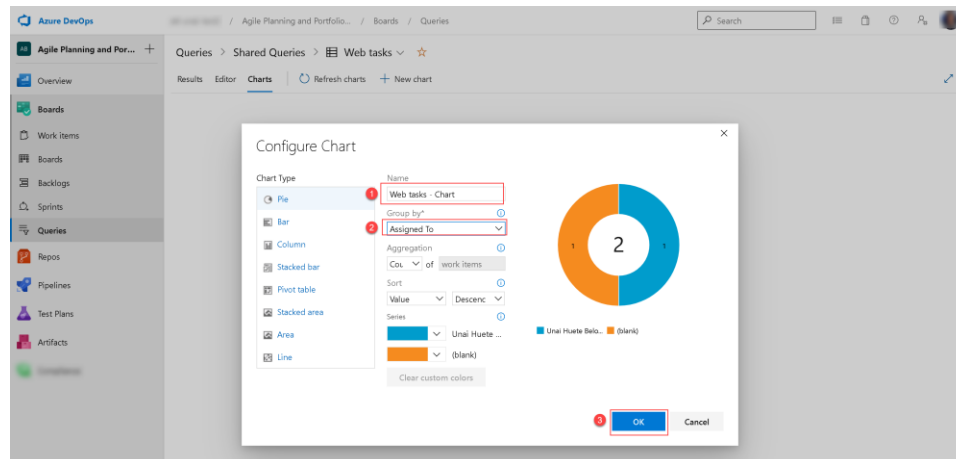 Azure DevOps
/ Agile Planning and Portfolio... / Boards / Queries
Search
AB Agile Planning and Por... +
Queries > Shared Queries > Web tasks
Overview
Results Editor Charts Refresh charts + New chart
Boards
Work items
Boards
Backlogs
Sprints
Queries
Repos
Pipelines
Test Plans
Artifacts
Configure Chart
Chart Type
Pie
Bar
Column
Stacked bar
Pivot table
Stacked area
Area
Line
Name
1 Web tasks - Chart
Group by*
2 Assigned To
Aggregation
Cou of work items
Sort
Value Descenc
Series
Unai Huete ...
(blank)
Clear custom colors
1 2 1
Unai Huete Belo... (blank)
3 OK Cancel